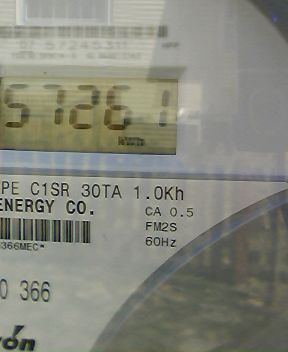 57261
KWH
PE C1SR 30TA 1.0Kh
ENERGY CO.
CA 0.5
FM2S
366MEC*
60Hz
0 366
ron